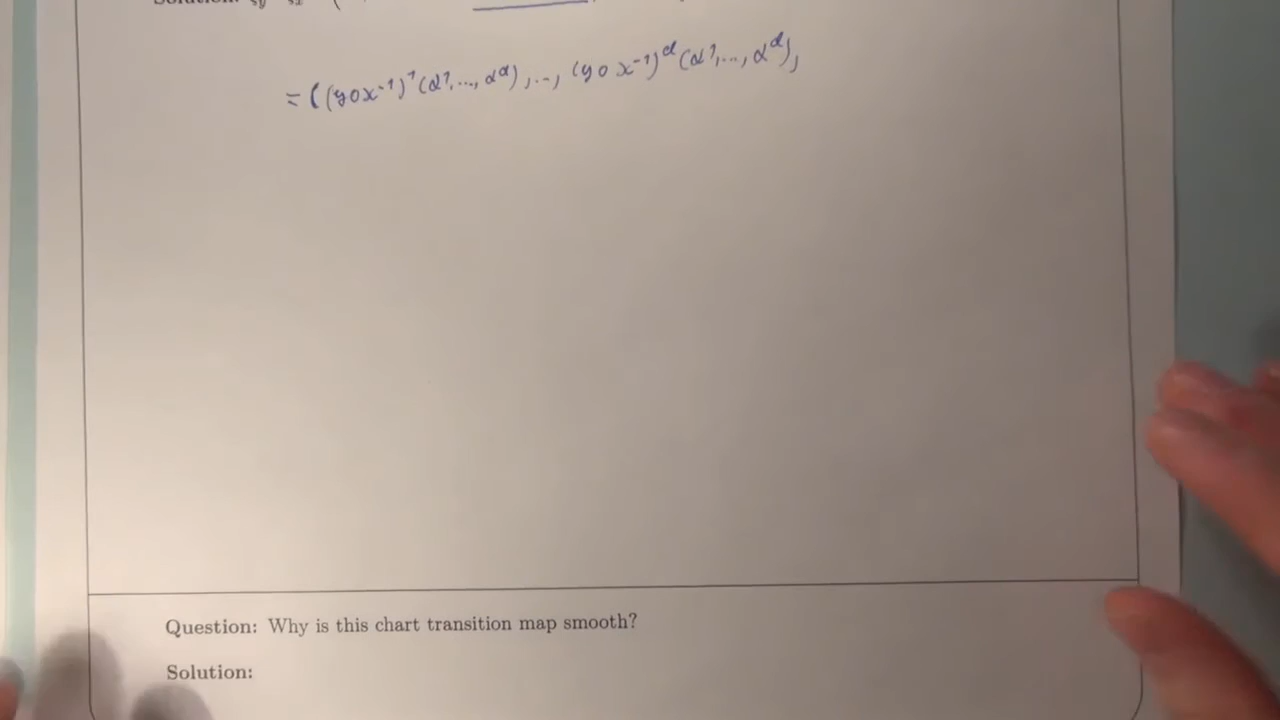 = ((y∘x⁻¹)¹(α¹,...,αᵈ),..., (y∘x⁻¹)ᵈ(α¹,...,αᵈ),
Question: Why is this chart transition map smooth?
Solution: